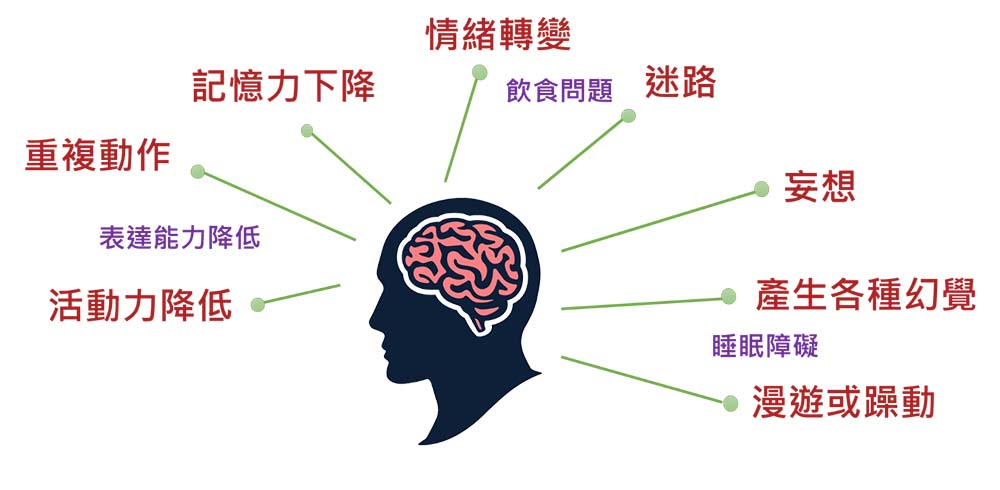 情緒轉變
記憶力下降
飲食問題
迷路
重複動作
妄想
表達能力降低
活動力降低
產生各種幻覺
睡眠障礙
漫遊或躁動